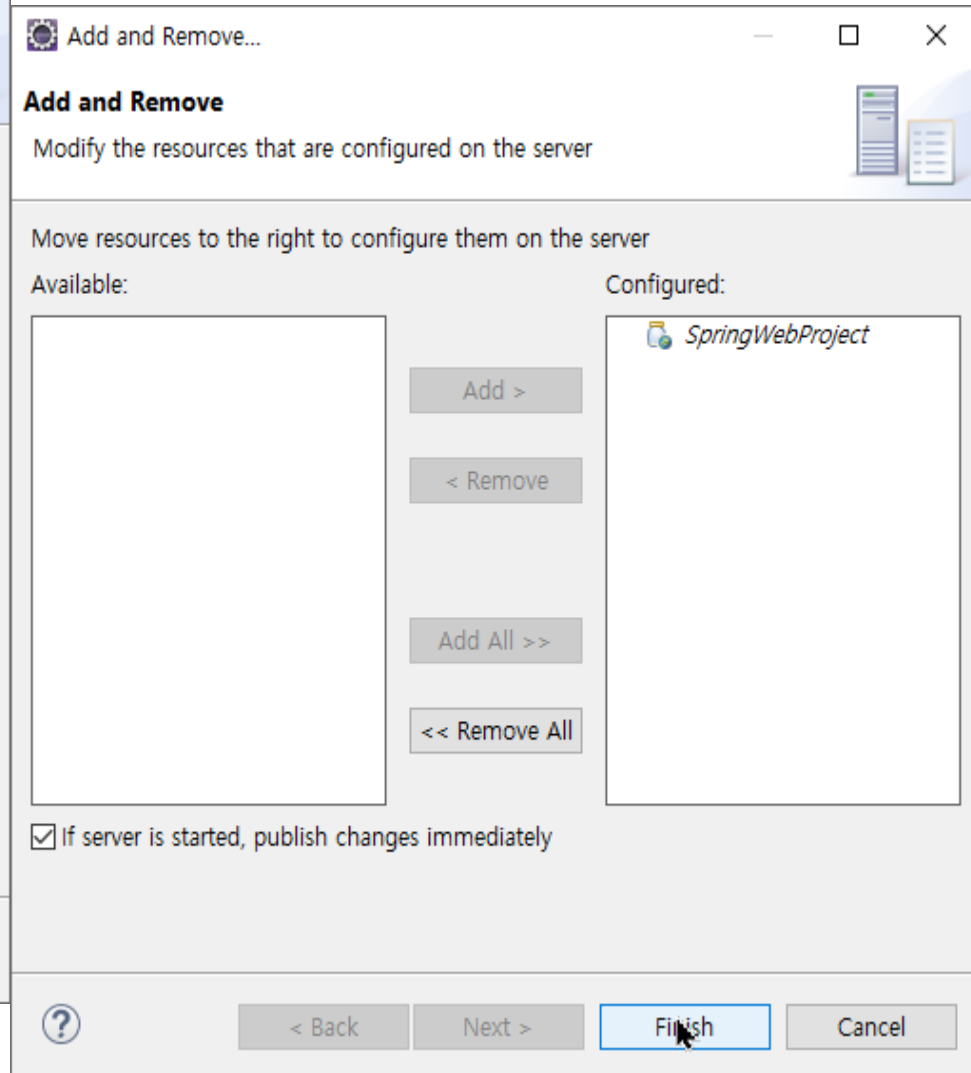 Add and Remove...
Add and Remove
Modify the resources that are configured on the server
Move resources to the right to configure them on the server
Available:
Configured:
SpringWebProject
Add >
< Remove
Add All >>
<< Remove All
If server is started, publish changes immediately
?
< Back
Next >
Finish
Cancel